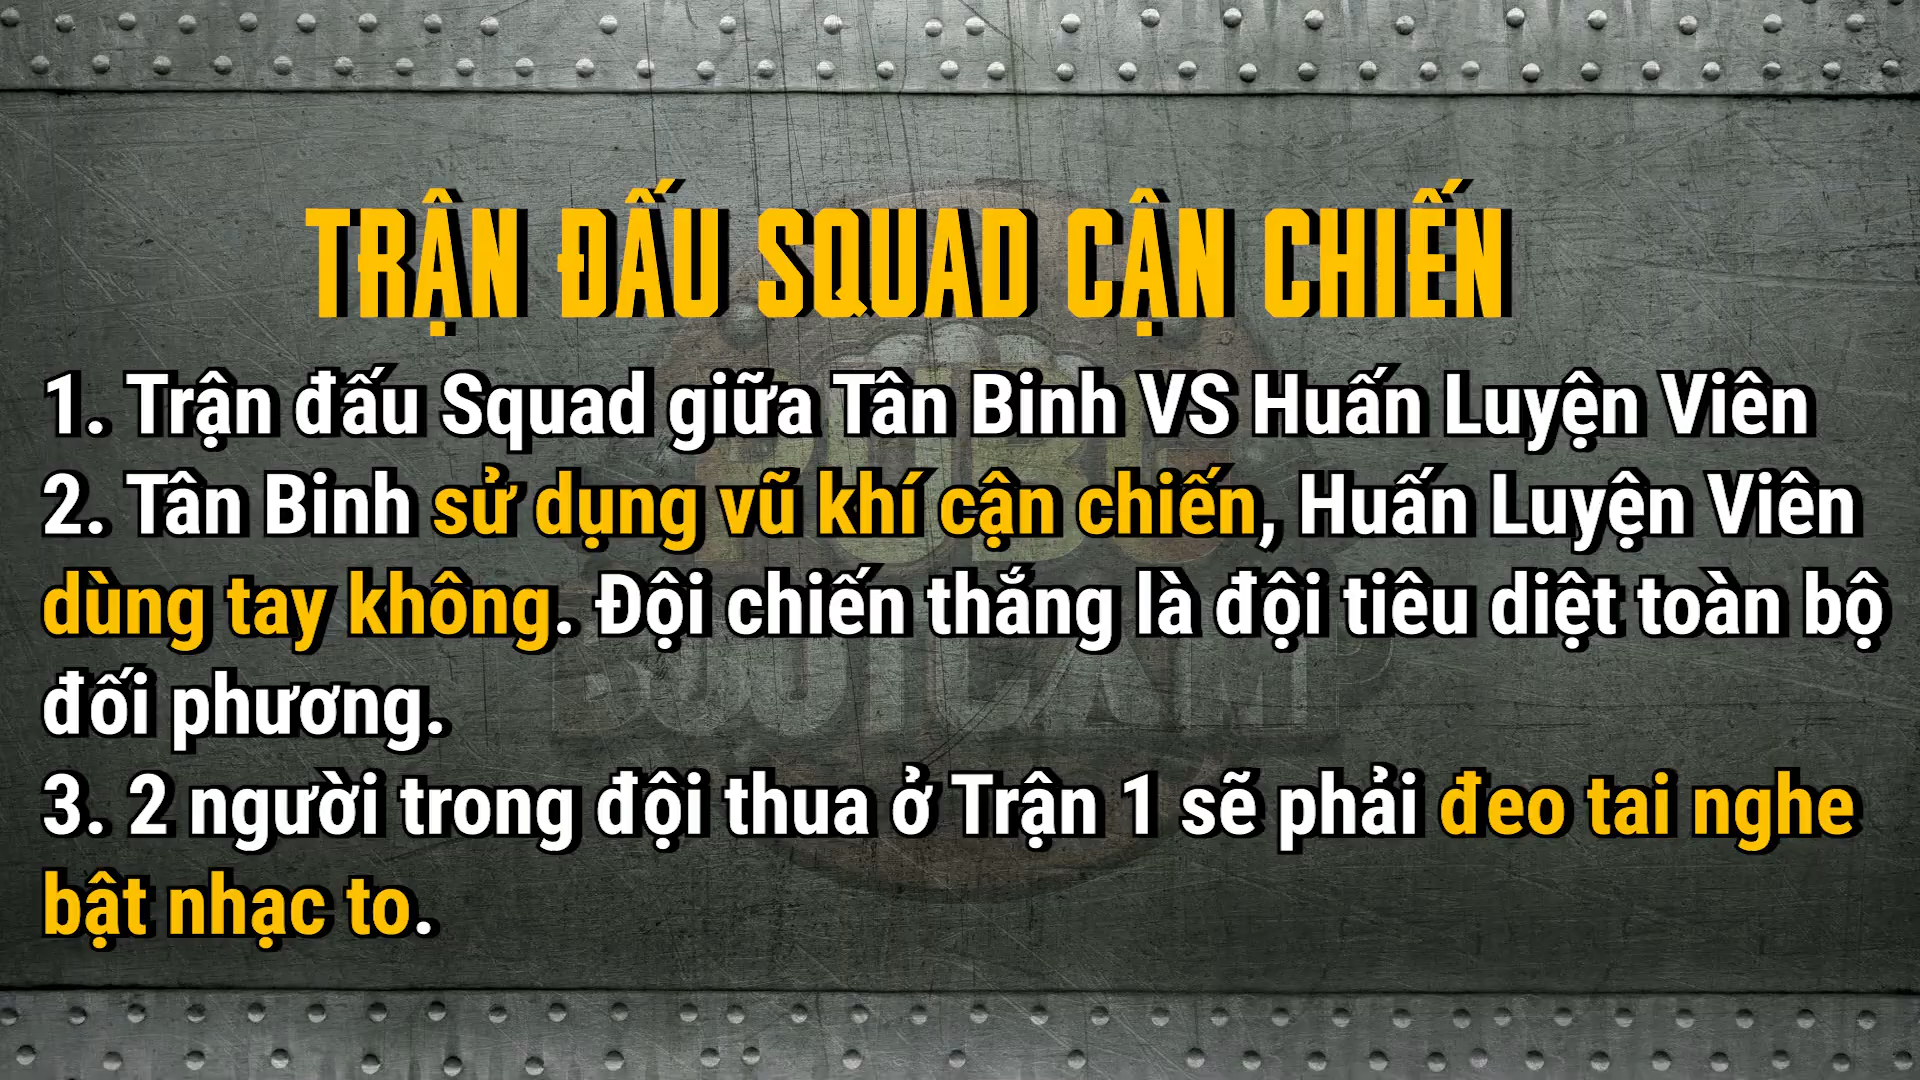 TRẬN ĐẤU SQUAD CẬN CHIẾN
1. Trận đấu Squad giữa Tân Binh VS Huấn Luyện Viên
2. Tân Binh sử dụng vũ khí cận chiến, Huấn Luyện Viên
dùng tay không. Đội chiến thắng là đội tiêu diệt toàn bộ
đối phương.
3. 2 người trong đội thua ở Trận 1 sẽ phải đeo tai nghe
bật nhạc to.
PUBG
BOOTCAMP